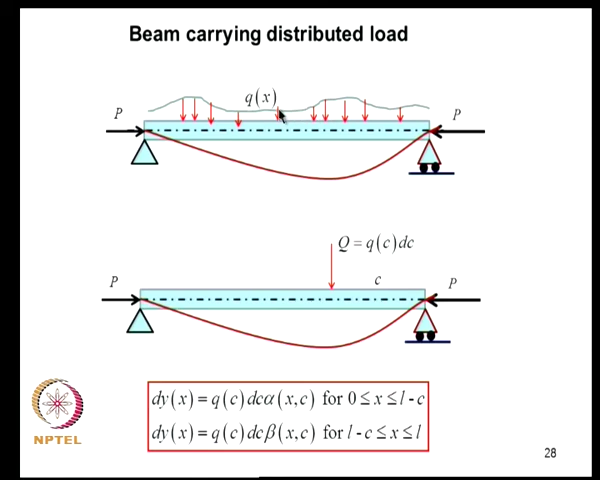 Beam carrying distributed load
q(x)
P
P
Q = q(c)dc
P
c
P
dy(x) = q(c)dcα(x,c) for 0 ≤ x ≤ l - c
dy(x) = q(c)dcβ(x,c) for l - c ≤ x ≤ l
NPTEL
28